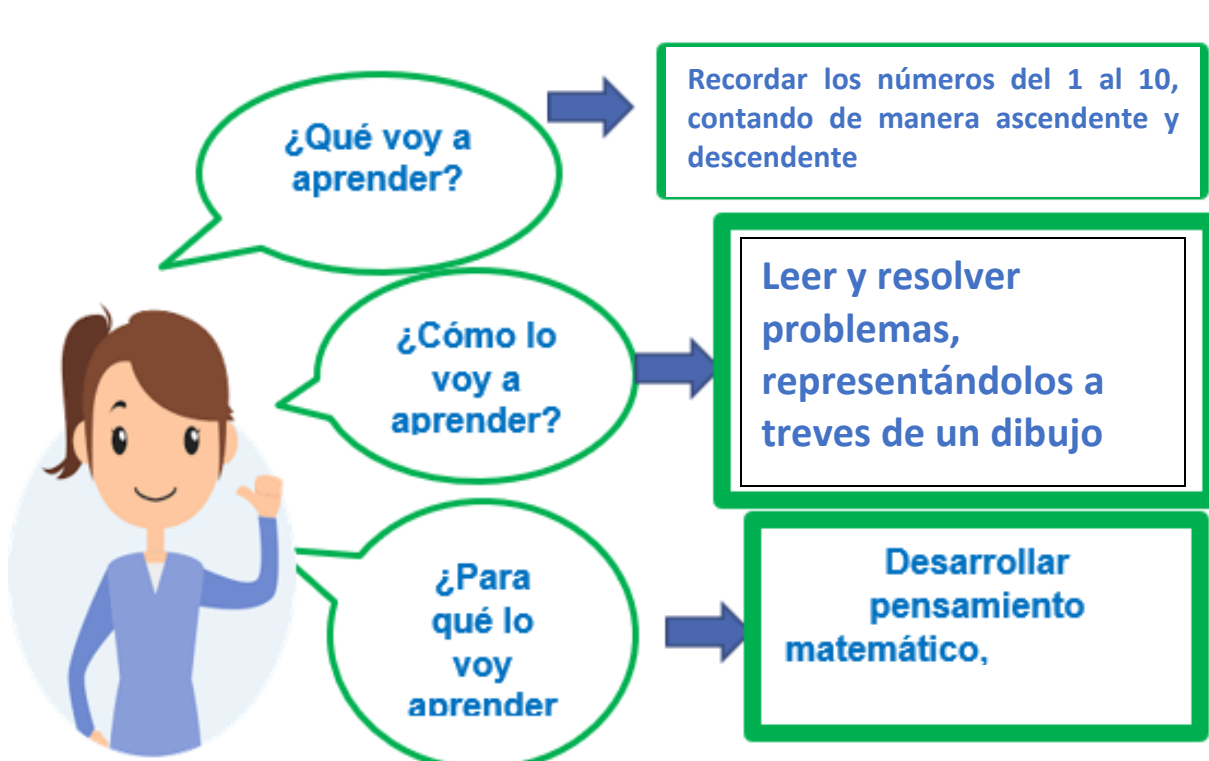 ¿Qué voy a
aprender?
Recordar los números del 1 al 10,
contando de manera ascendente y
descendente
¿Cómo lo
voy a
aprender?
Leer y resolver
problemas,
representándolos a
treves de un dibujo
¿Para
qué lo
voy
aprender
Desarrollar
pensamiento
matemático,